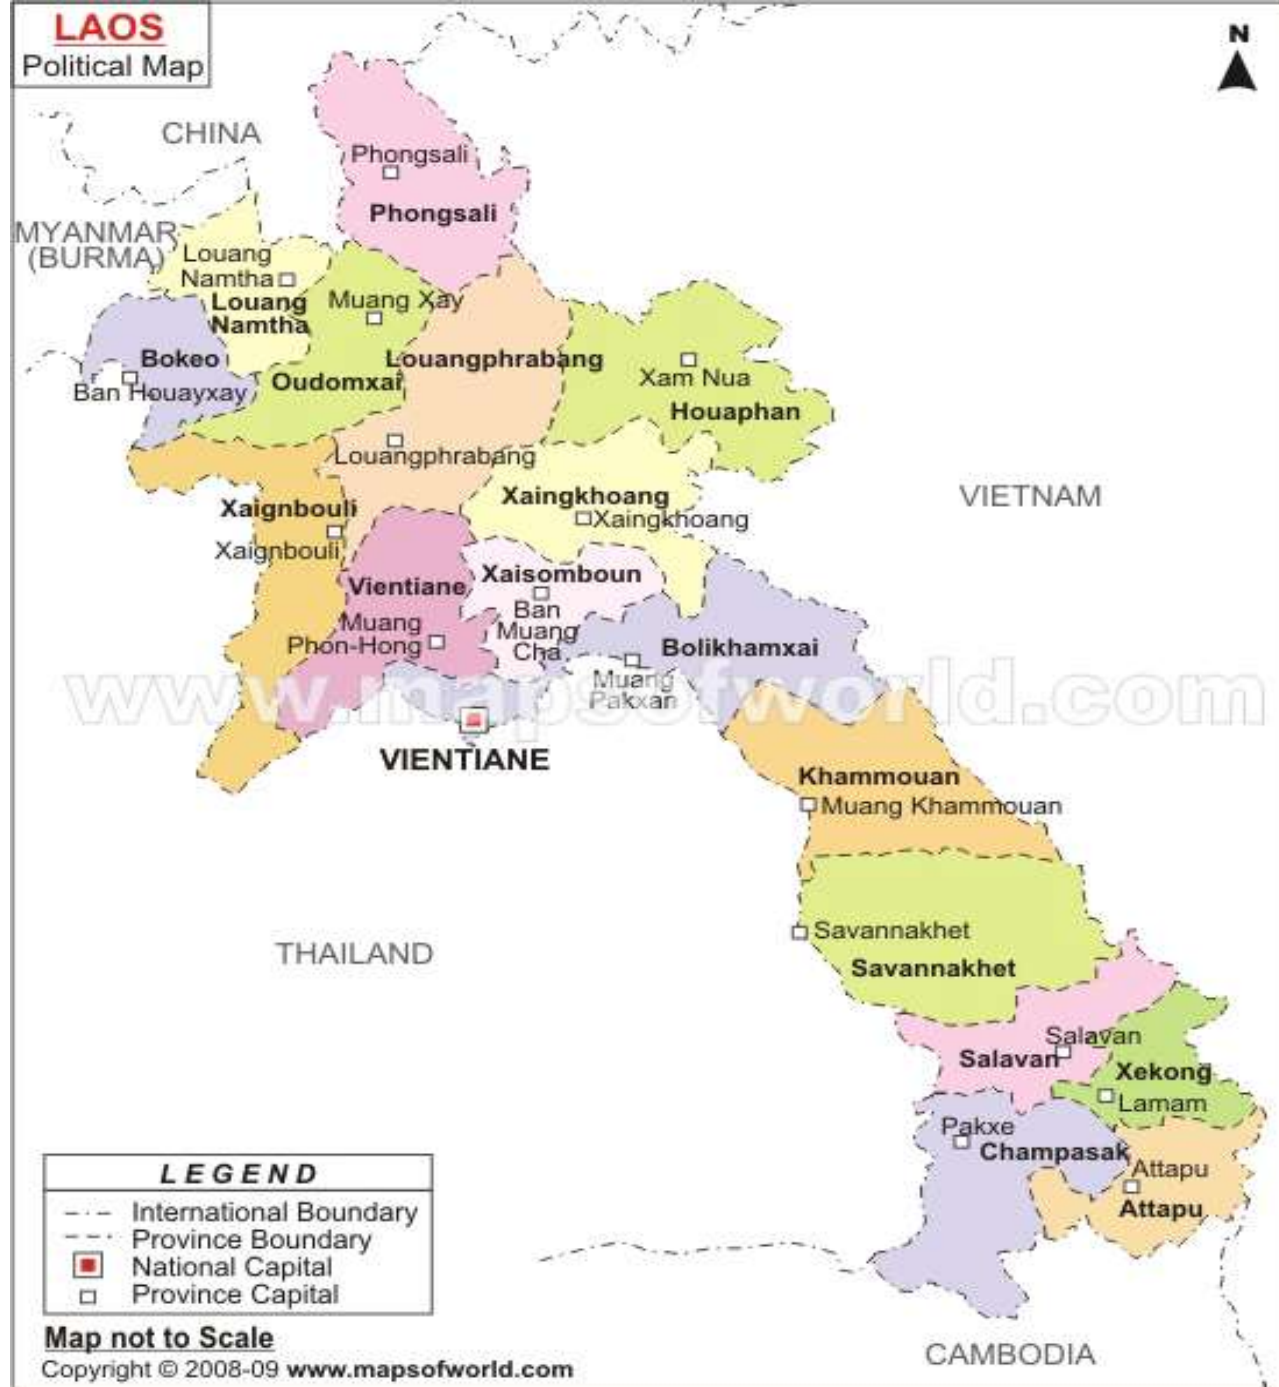 LAOS
Political Map
N
CHINA
Phongsali
Phongsali
MYANMAR
(BURMA)
Louang
Namtha
Louang
Namtha
Muang Xay
Bokeo
Louangphrabang
Ban Houayxay
Oudomxai
Xam Nua
Houaphan
Louangphrabang
Xaingkhoang
VIETNAM
Xaignbouli
Xaingkhoang
Xaignbouli
Vientiane
Xaisomboun
Ban
Muang
Cha
Muang
Phon-Hong
Bolikhamxai
Muang
Pakxan
www.mapsofworld.com
VIENTIANE
Khammouan
Muang Khammouan
THAILAND
Savannakhet
Savannakhet
Salavan
Salavan
Xekong
Lamam
Pakxe
Champasak
Attapu
Attapu
LEGEND
International Boundary
Province Boundary
National Capital
Province Capital
Map not to Scale
Copyright © 2008-09 www.mapsofworld.com
CAMBODIA